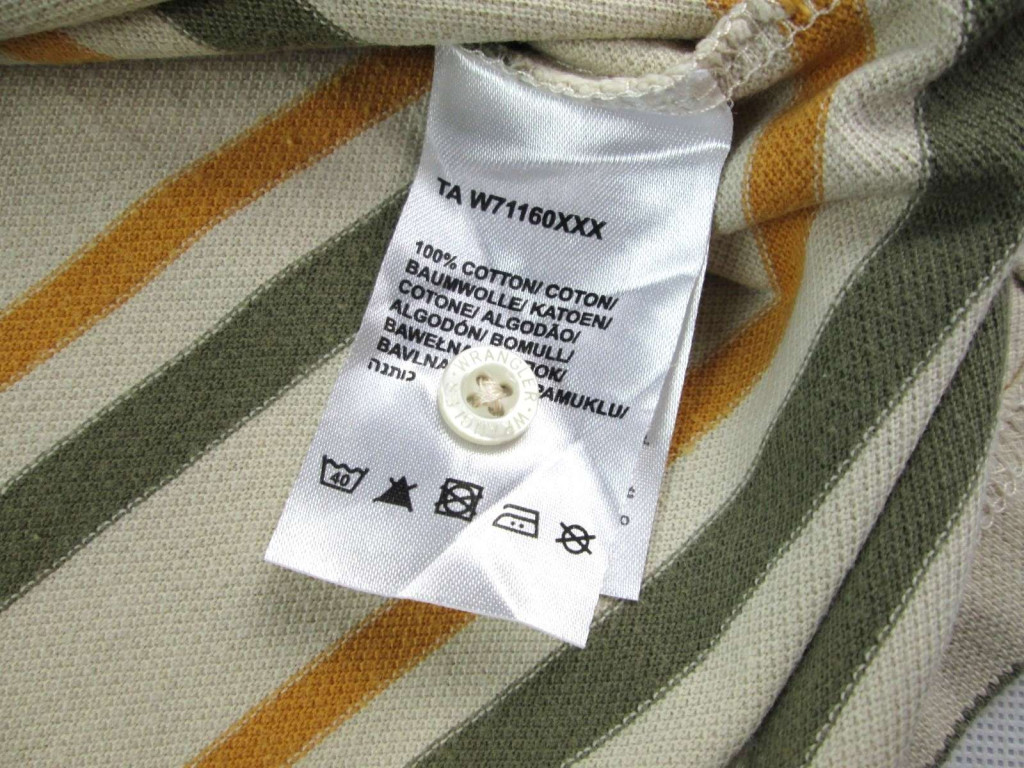 TA W71160XXX
100% COTTON/ COTON/
BAUMWOLLE/ KATOEN/
COTONE/ ALGODÃO/
ALGODÓN/ BOMULL/
BAWEŁNA
BAVLNA PAMUKLU/
כותנה
WRANGLER
40